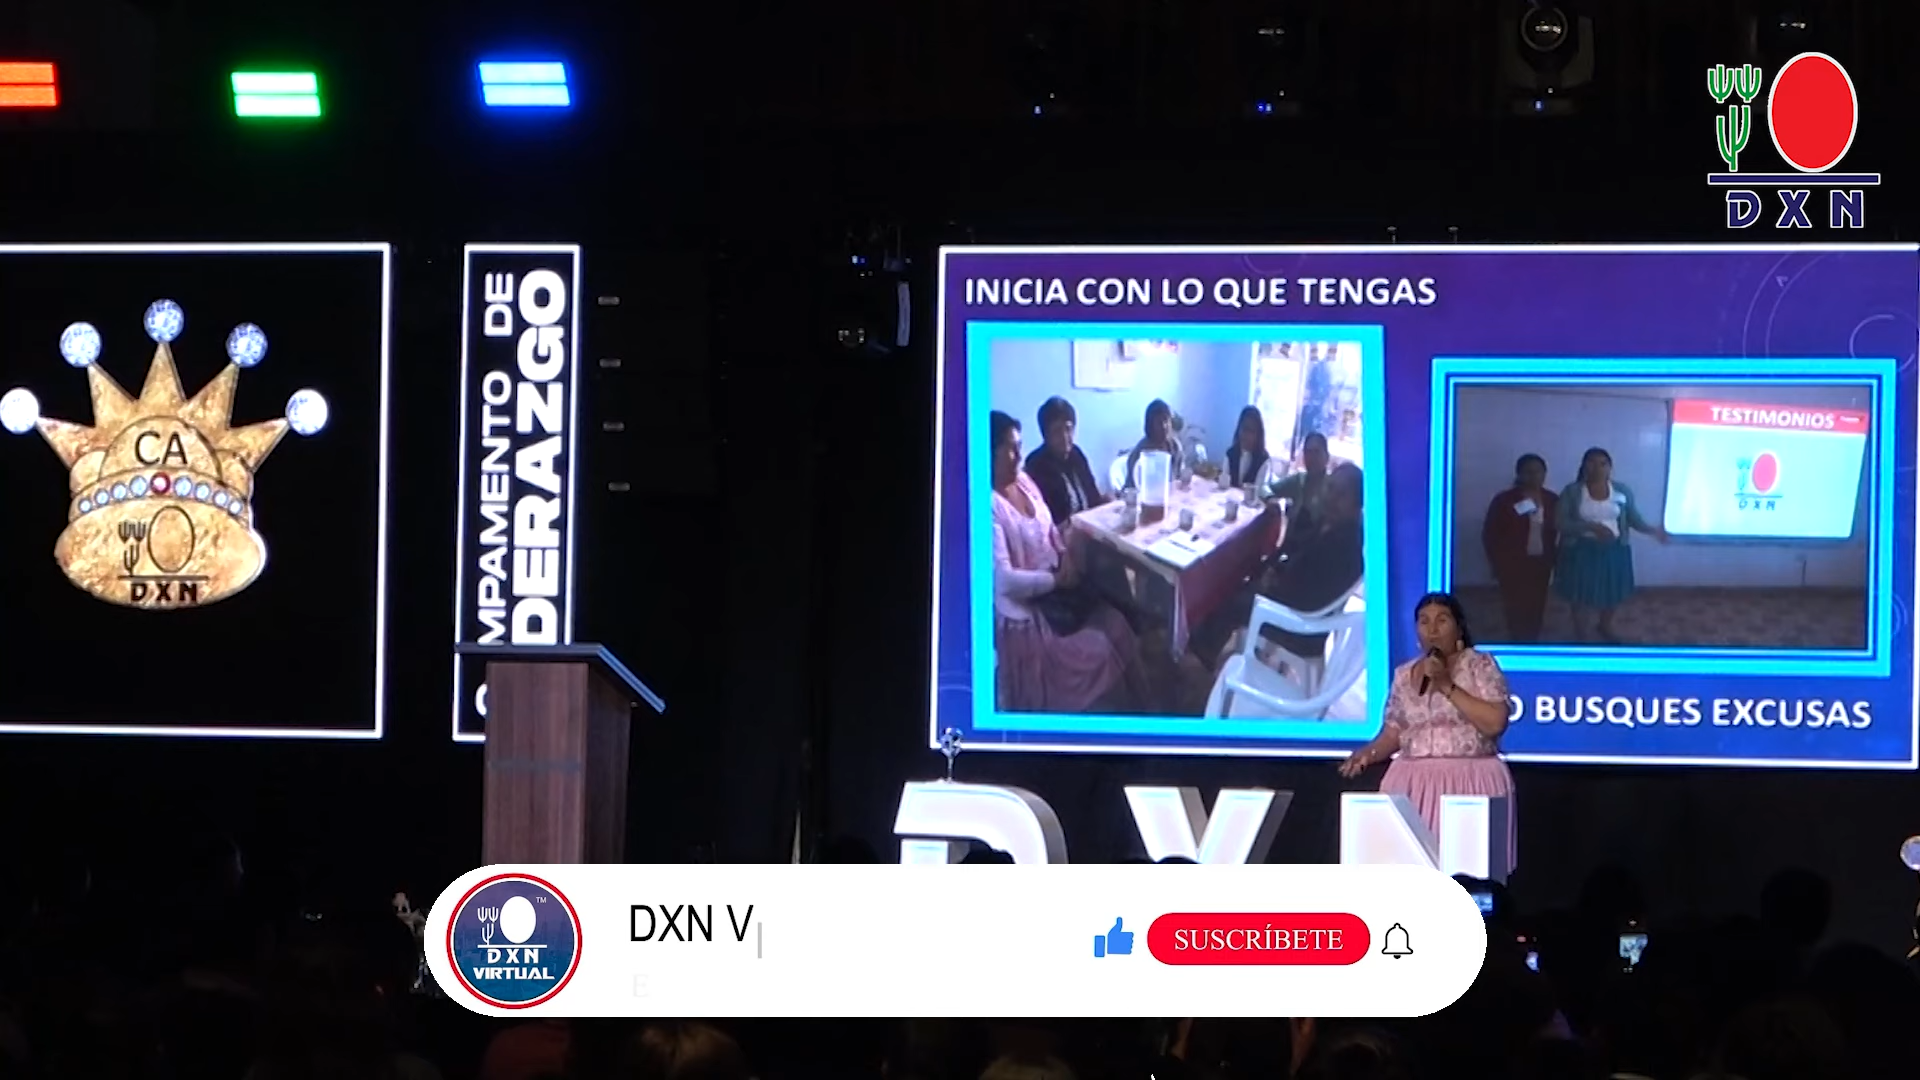 DXN
INICIA CON LO QUE TENGAS
CA
DXN
MPAMENTO DE
DERAZGO
TESTIMONIOS
DXN
O BUSQUES EXCUSAS
DXN
DXN V
E
SUSCRÍBETE
TM
DXN
VIRTUAL